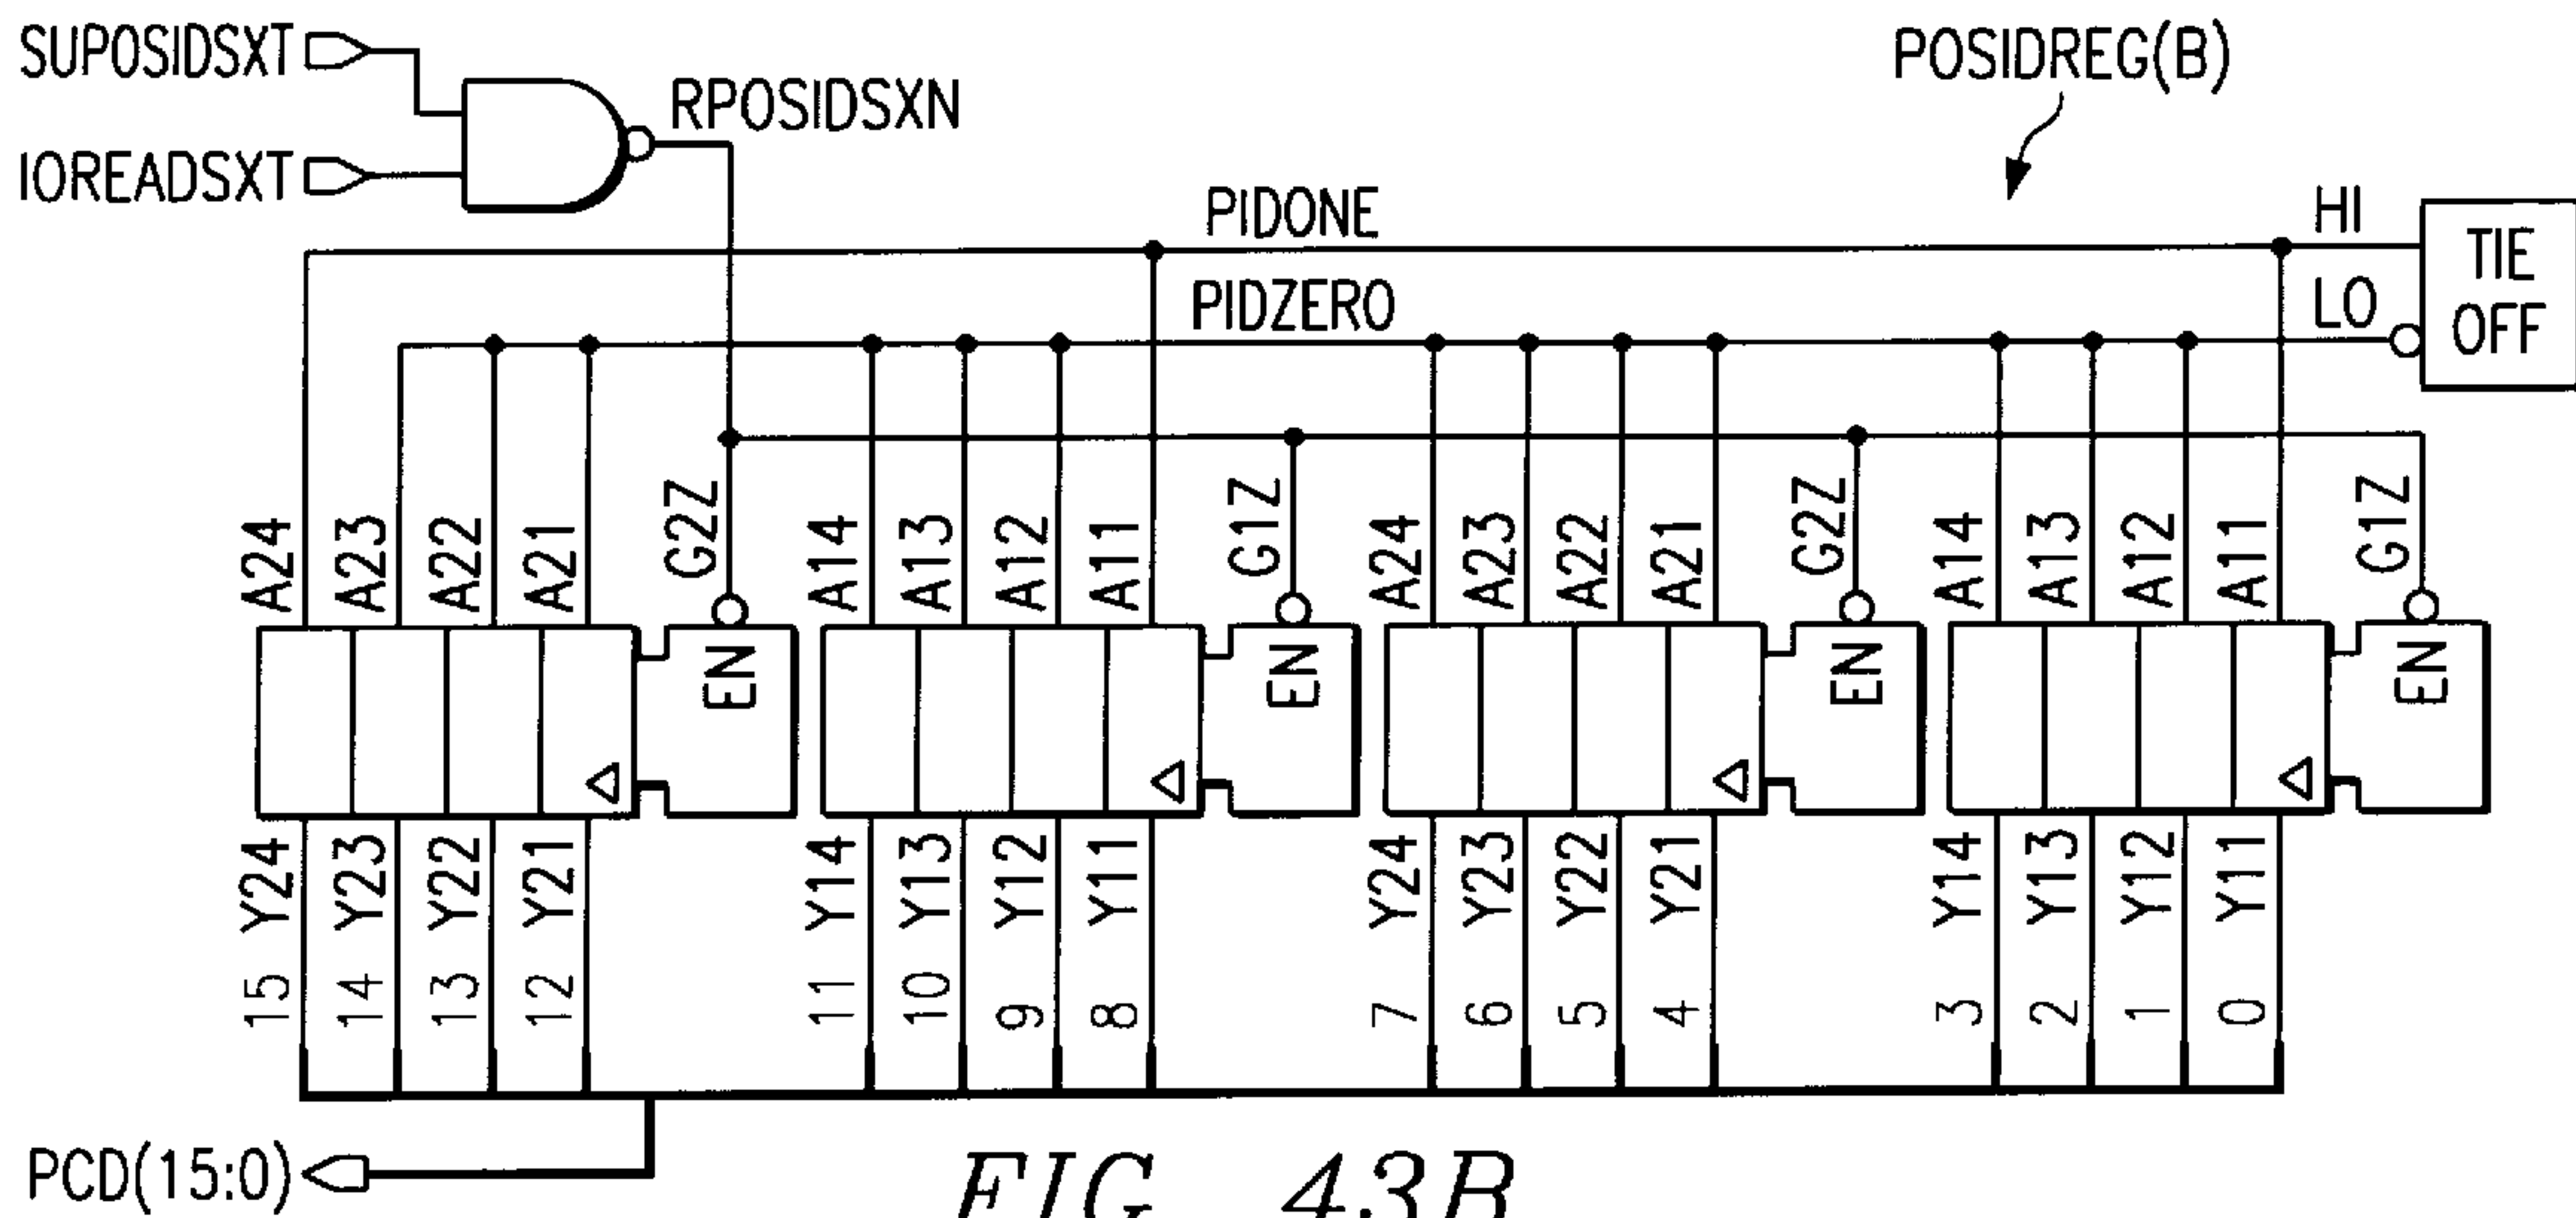 SUPOSIDSXT
IOREADSXT
RPOSIDSXN
POSIDREG(B)
PIDONE
HI
PIDZERO
LO
TIE
OFF
A24 A23 A22 A21 G2Z A14 A13 A12 A11 G1Z A24 A23 A22 A21 G2Z A14 A13 A12 A11 G1Z
EN EN EN EN
Y24 Y23 Y22 Y21 Y14 Y13 Y12 Y11 Y24 Y23 Y22 Y21 Y14 Y13 Y12 Y11
15 14 13 12 11 10 9 8 7 6 5 4 3 2 1 0
PCD(15:0)
FIG. 43B